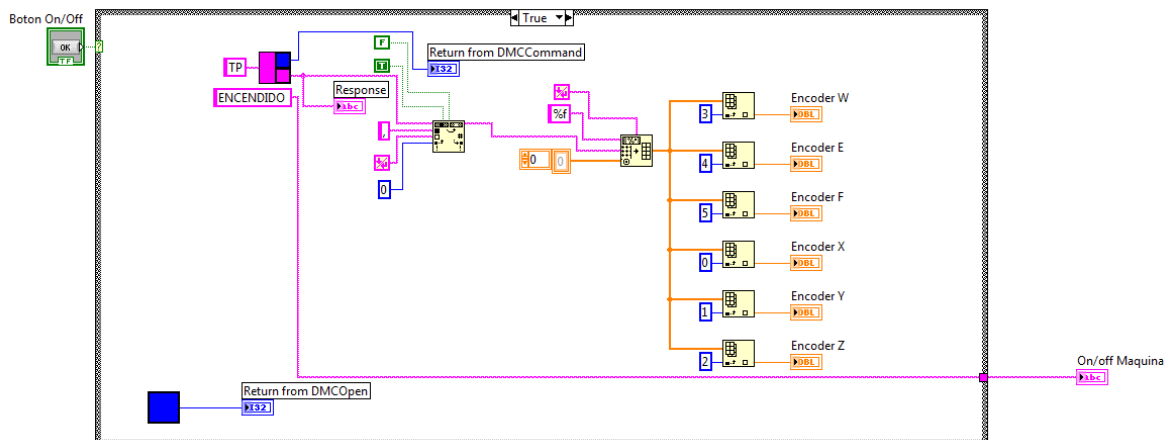 Boton On/Off
OK
TF
?
True
TP
ENCENDIDO
F
T
Return from DMCCommand
I32
Response
abc
,
0
%f
0
0
3
Encoder W
DBL
4
Encoder E
DBL
5
Encoder F
DBL
0
Encoder X
DBL
1
Encoder Y
DBL
2
Encoder Z
DBL
On/off Maquina
abc
Return from DMCOpen
I32